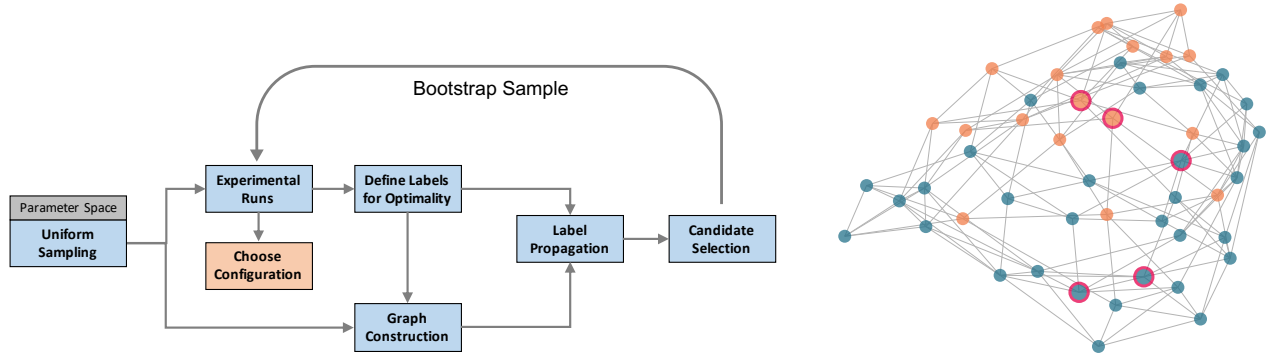 Bootstrap Sample
Parameter Space
Uniform
Sampling
Experimental
Runs
Define Labels
for Optimality
Choose
Configuration
Label
Propagation
Candidate
Selection
Graph
Construction